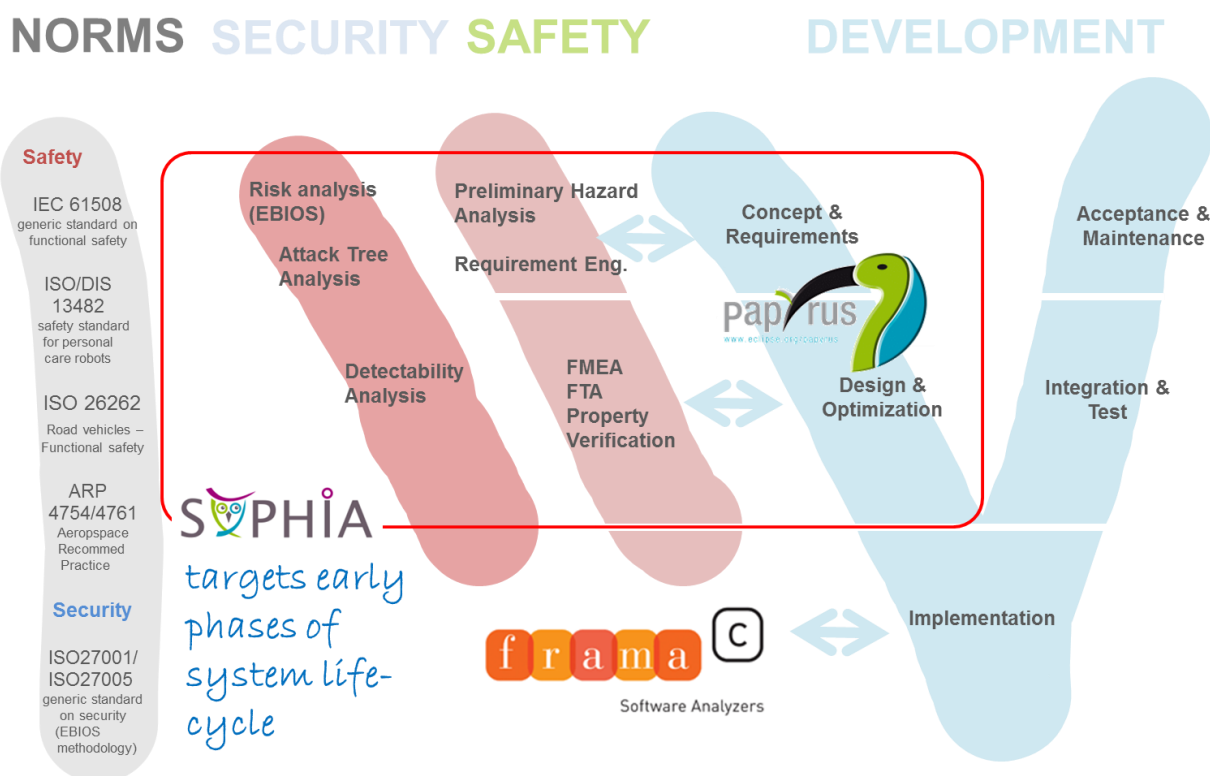 NORMS SECURITY SAFETY DEVELOPMENT
Safety
IEC 61508
generic standard on
functional safety
ISO/DIS
13482
safety standard
for personal
care robots
ISO 26262
Road vehicles –
Functional safety
ARP
4754/4761
Aeropspace
Recommed
Practice
Security
ISO27001/
ISO27005
generic standard
on security
(EBIOS
methodology)
Risk analysis
(EBIOS)
Attack Tree
Analysis
Detectability
Analysis
Preliminary Hazard
Analysis
Requirement Eng.
FMEA
FTA
Property
Verification
Concept &
Requirements
papyrus
Design &
Optimization
Acceptance &
Maintenance
Integration &
Test
Implementation
SOPHIA
targets early
phases of
system life-
cycle
frama C
Software Analyzers